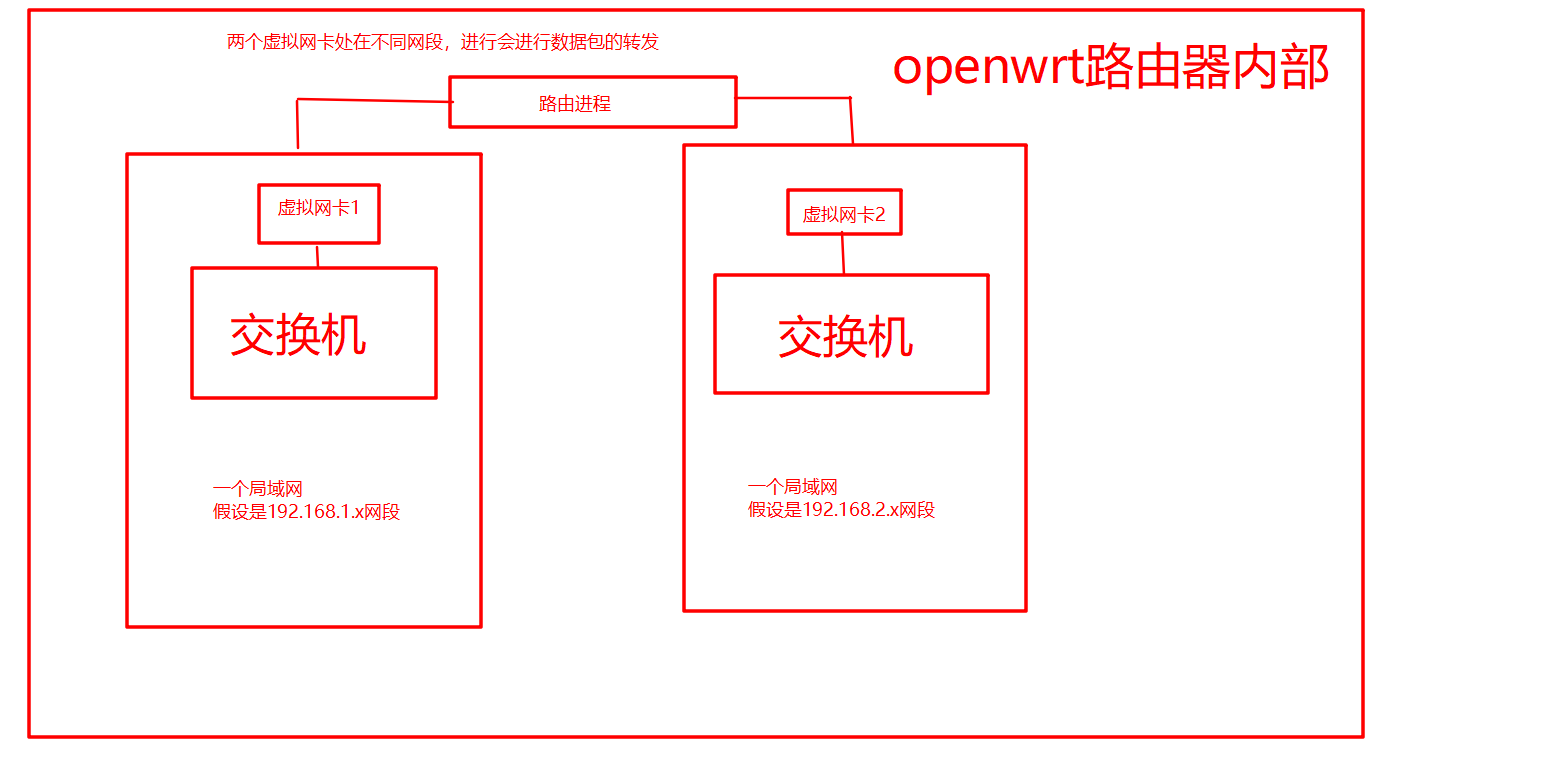 两个虚拟网卡处在不同网段，进行会进行数据包的转发
openwrt路由器内部
路由进程
虚拟网卡1
虚拟网卡2
交换机
交换机
一个局域网
假设是192.168.1.x网段
一个局域网
假设是192.168.2.x网段